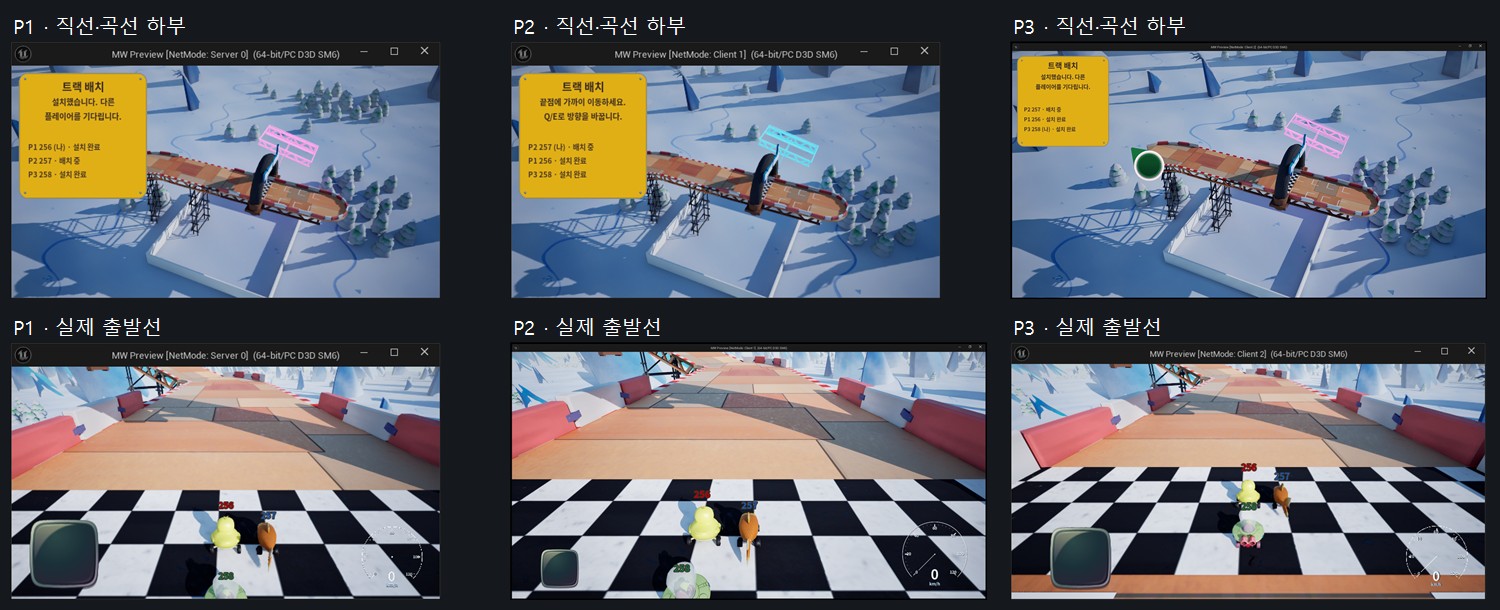 P1 · 직선·곡선 하부
P2 · 직선·곡선 하부
P3 · 직선·곡선 하부
MW Preview [NetMode: Server 0] (64-bit/PC D3D SM6)
MW Preview [NetMode: Client 1] (64-bit/PC D3D SM6)
트랙 배치
설치했습니다. 다른
플레이어를 기다립니다.
P1 256 (나) · 설치 완료
P2 257 · 배치 중
P3 258 · 설치 완료
트랙 배치
끝점에 가까이 이동하세요.
Q/E로 방향을 바꿉니다.
P2 257 (나) · 배치 중
P1 256 · 설치 완료
P3 258 · 설치 완료
트랙 배치
설치했습니다. 다른
플레이어를 기다립니다.
P2 257 · 배치 중
P1 256 · 설치 완료
P3 258 (나) · 설치 완료
P1 · 실제 출발선
P2 · 실제 출발선
P3 · 실제 출발선
MW Preview [NetMode: Server 0] (64-bit/PC D3D SM6)
MW Preview [NetMode: Client 2] (64-bit/PC D3D SM6)
256
257
258
0
km/h
256
257
258
0
km/h
256
258
0
km/h